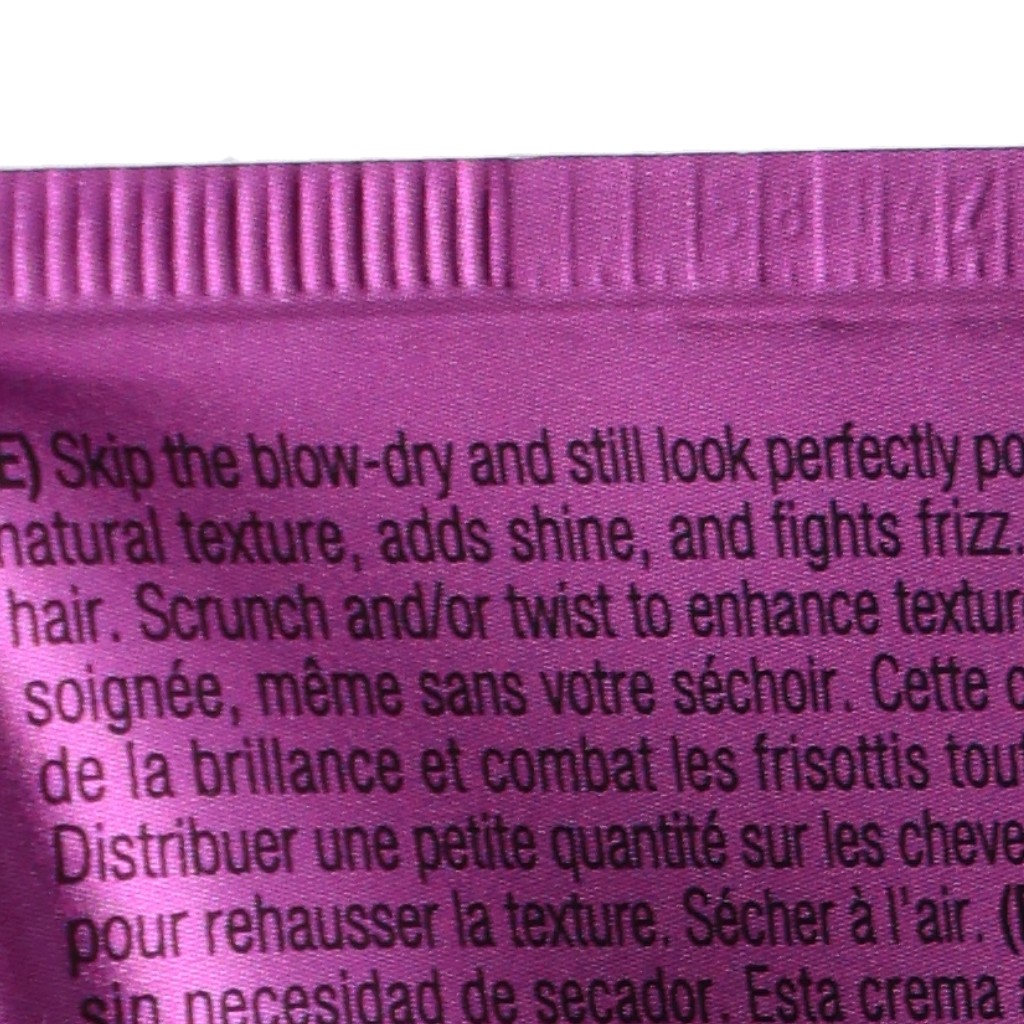 E) Skip the blow-dry and still look perfectly po
natural texture, adds shine, and fights frizz.
hair. Scrunch and/or twist to enhance textur
soignée, même sans votre séchoir. Cette c
de la brillance et combat les frisottis tout
Distribuer une petite quantité sur les cheve
pour rehausser la texture. Sécher à l'air. (
sin necesidad de secador. Esta crema